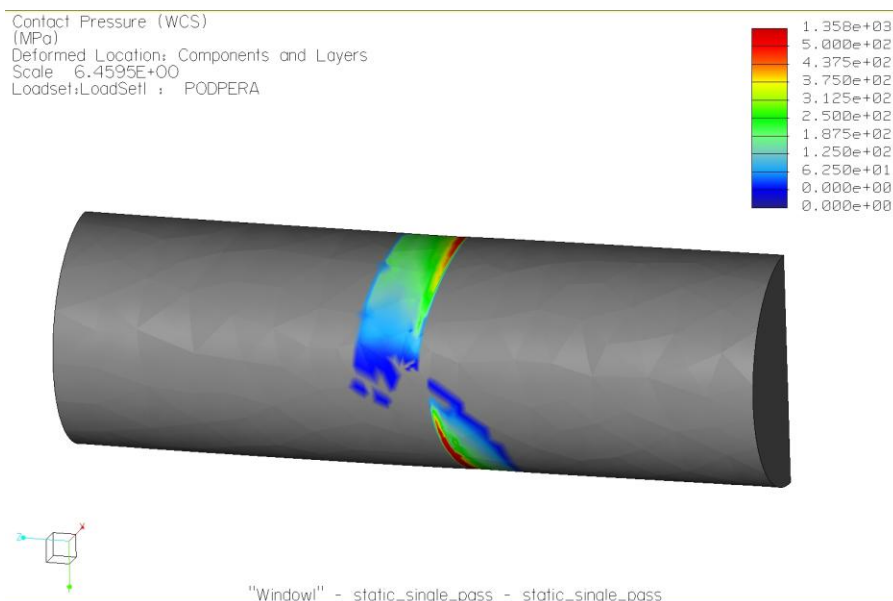 Contact Pressure (WCS)
(MPa)
Deformed Location: Components and Layers
Scale 6.4595E+00
Loadset:LoadSet1 : PODPERA
1.358e+03
5.000e+02
4.375e+02
3.750e+02
3.125e+02
2.500e+02
1.875e+02
1.250e+02
6.250e+01
0.000e+00
0.000e+00
"Window1" - static_single_pass - static_single_pass